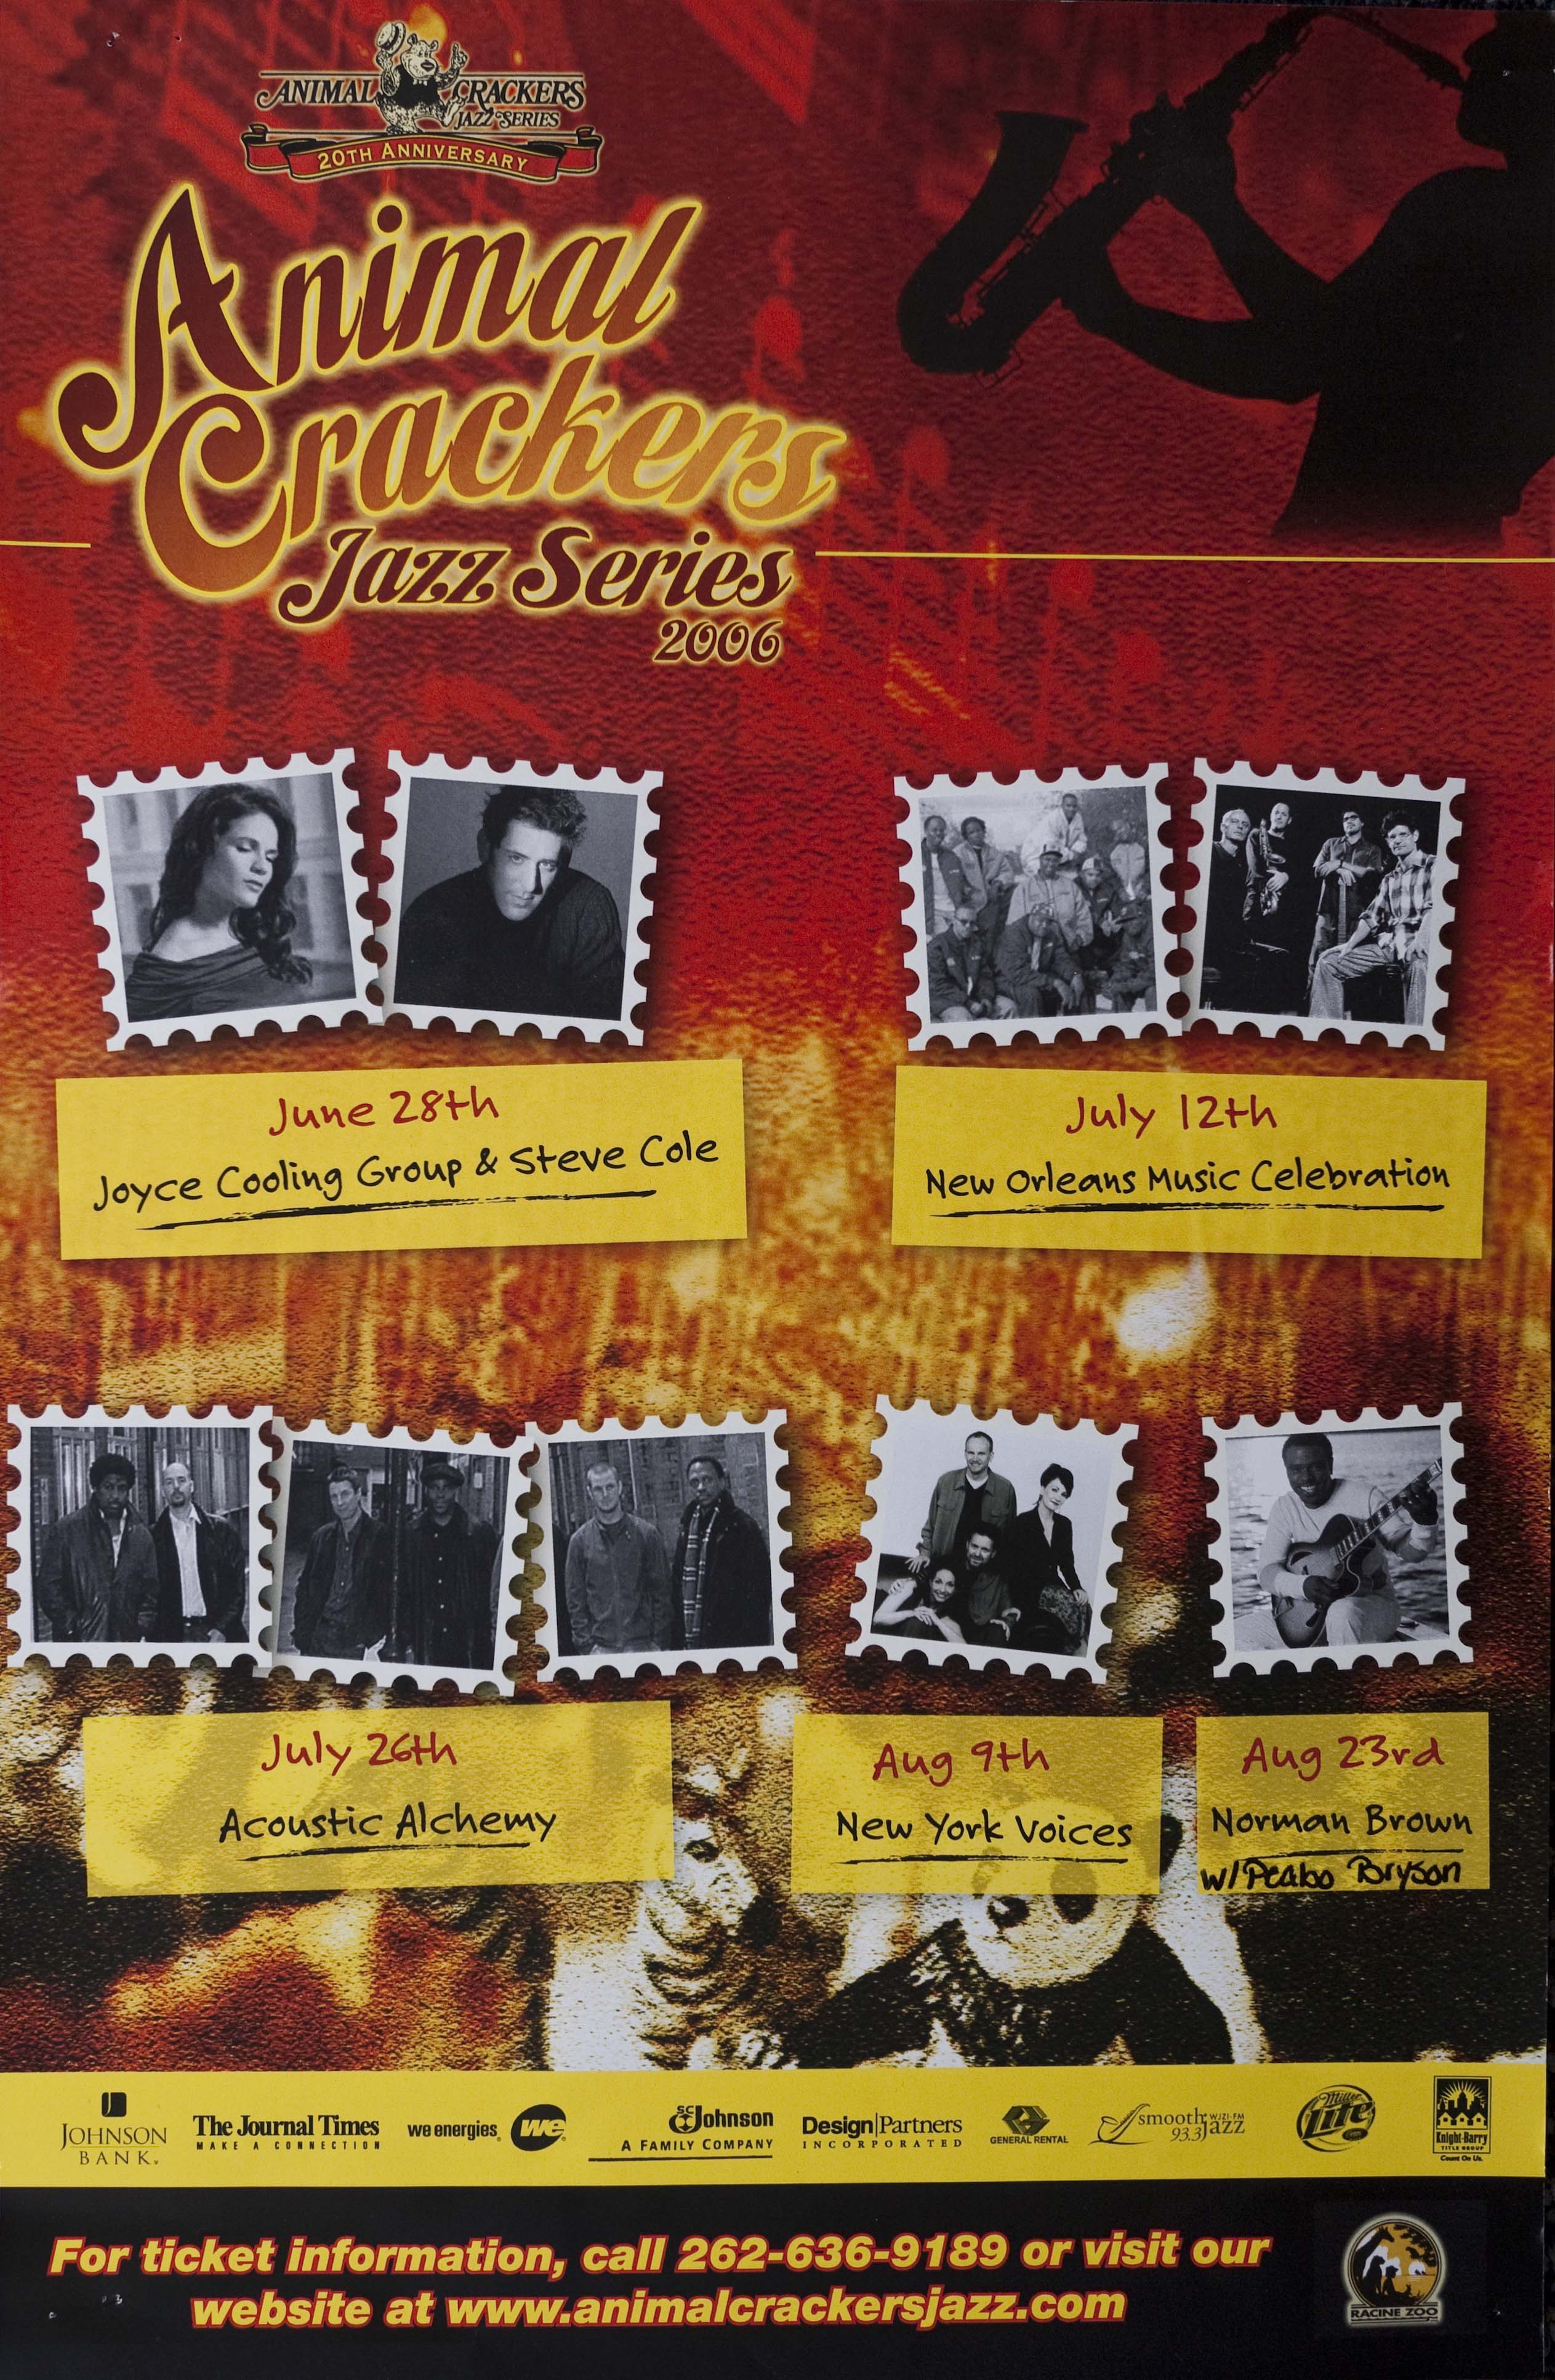 ANIMAL CRACKERS
JAZZ SERIES
20TH ANNIVERSARY
Animal
Crackers
Jazz Series
2006
June 28th
Joyce Cooling Group & Steve Cole
July 12th
New Orleans Music Celebration
July 26th
Acoustic Alchemy
Aug 9th
New York Voices
Aug 23rd
Norman Brown
w/Peabo Bryson
JOHNSON
BANK.
The Journal Times
MAKE A CONNECTION
we energies we
SC Johnson
A FAMILY COMPANY
Design|Partners
INCORPORATED
GENERAL RENTAL
smooth WJZI-FM
93.3 jazz
Miller
Lite
Knight-Barry
TITLE GROUP
Count On Us.
For ticket information, call 262-636-9189 or visit our
website at www.animalcrackersjazz.com
RACINE ZOO